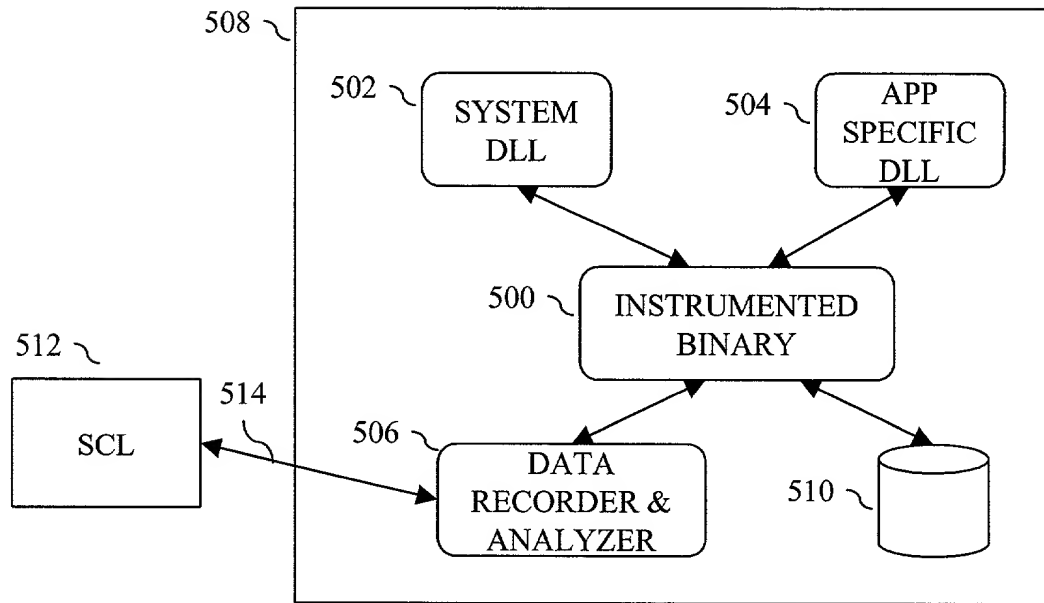 508
502
SYSTEM
DLL
504
APP
SPECIFIC
DLL
500
INSTRUMENTED
BINARY
512
SCL
514
506
DATA
RECORDER &
ANALYZER
510